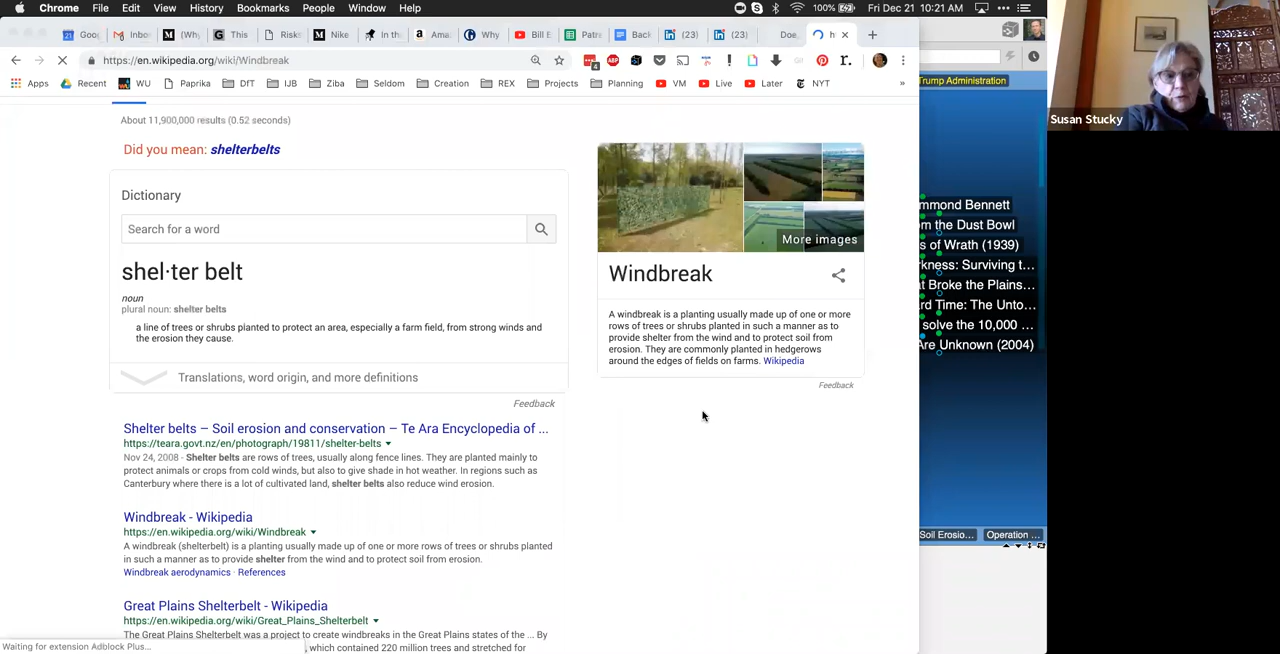 Chrome File Edit View History Bookmarks People Window Help 100% Fri Dec 21 10:21 AM
Goo Inbo (Why This Risk Nike In th Ama Why Bill E Patra Back (23) (23) Doe h
https://en.wikipedia.org/wiki/Windbreak
Apps Recent WU Paprika DfT IJB Ziba Seldom Creation REX Projects Planning VM Live Later NYT »
Trump Administration
Susan Stucky
About 11,900,000 results (0.52 seconds)
Did you mean: shelterbelts
Dictionary
Search for a word
shel·ter belt
noun
plural noun: shelter belts
a line of trees or shrubs planted to protect an area, especially a farm field, from strong winds and
the erosion they cause.
Translations, word origin, and more definitions
Feedback
More images
Windbreak
A windbreak is a planting usually made up of one or more
rows of trees or shrubs planted in such a manner as to
provide shelter from the wind and to protect soil from
erosion. They are commonly planted in hedgerows
around the edges of fields on farms. Wikipedia
Feedback
mmond Bennett
om the Dust Bowl
s of Wrath (1939)
rkness: Surviving t...
at Broke the Plains...
rd Time: The Unto...
solve the 10,000 ...
Are Unknown (2004)
Soil Erosio... Operation ...
Shelter belts – Soil erosion and conservation – Te Ara Encyclopedia of ...
https://teara.govt.nz/en/photograph/19811/shelter-belts
Nov 24, 2008 - Shelter belts are rows of trees, usually along fence lines. They are planted mainly to
protect animals or crops from cold winds, but also to give shade in hot weather. In regions such as
Canterbury where there is a lot of cultivated land, shelter belts also reduce wind erosion.
Windbreak - Wikipedia
https://en.wikipedia.org/wiki/Windbreak
A windbreak (shelterbelt) is a planting usually made up of one or more rows of trees or shrubs planted
in such a manner as to provide shelter from the wind and to protect soil from erosion.
Windbreak aerodynamics · References
Great Plains Shelterbelt - Wikipedia
https://en.wikipedia.org/wiki/Great_Plains_Shelterbelt
The Great Plains Shelterbelt was a project to create windbreaks in the Great Plains states of the ... By
, which contained 220 million trees and stretched for
Waiting for extension Adblock Plus...